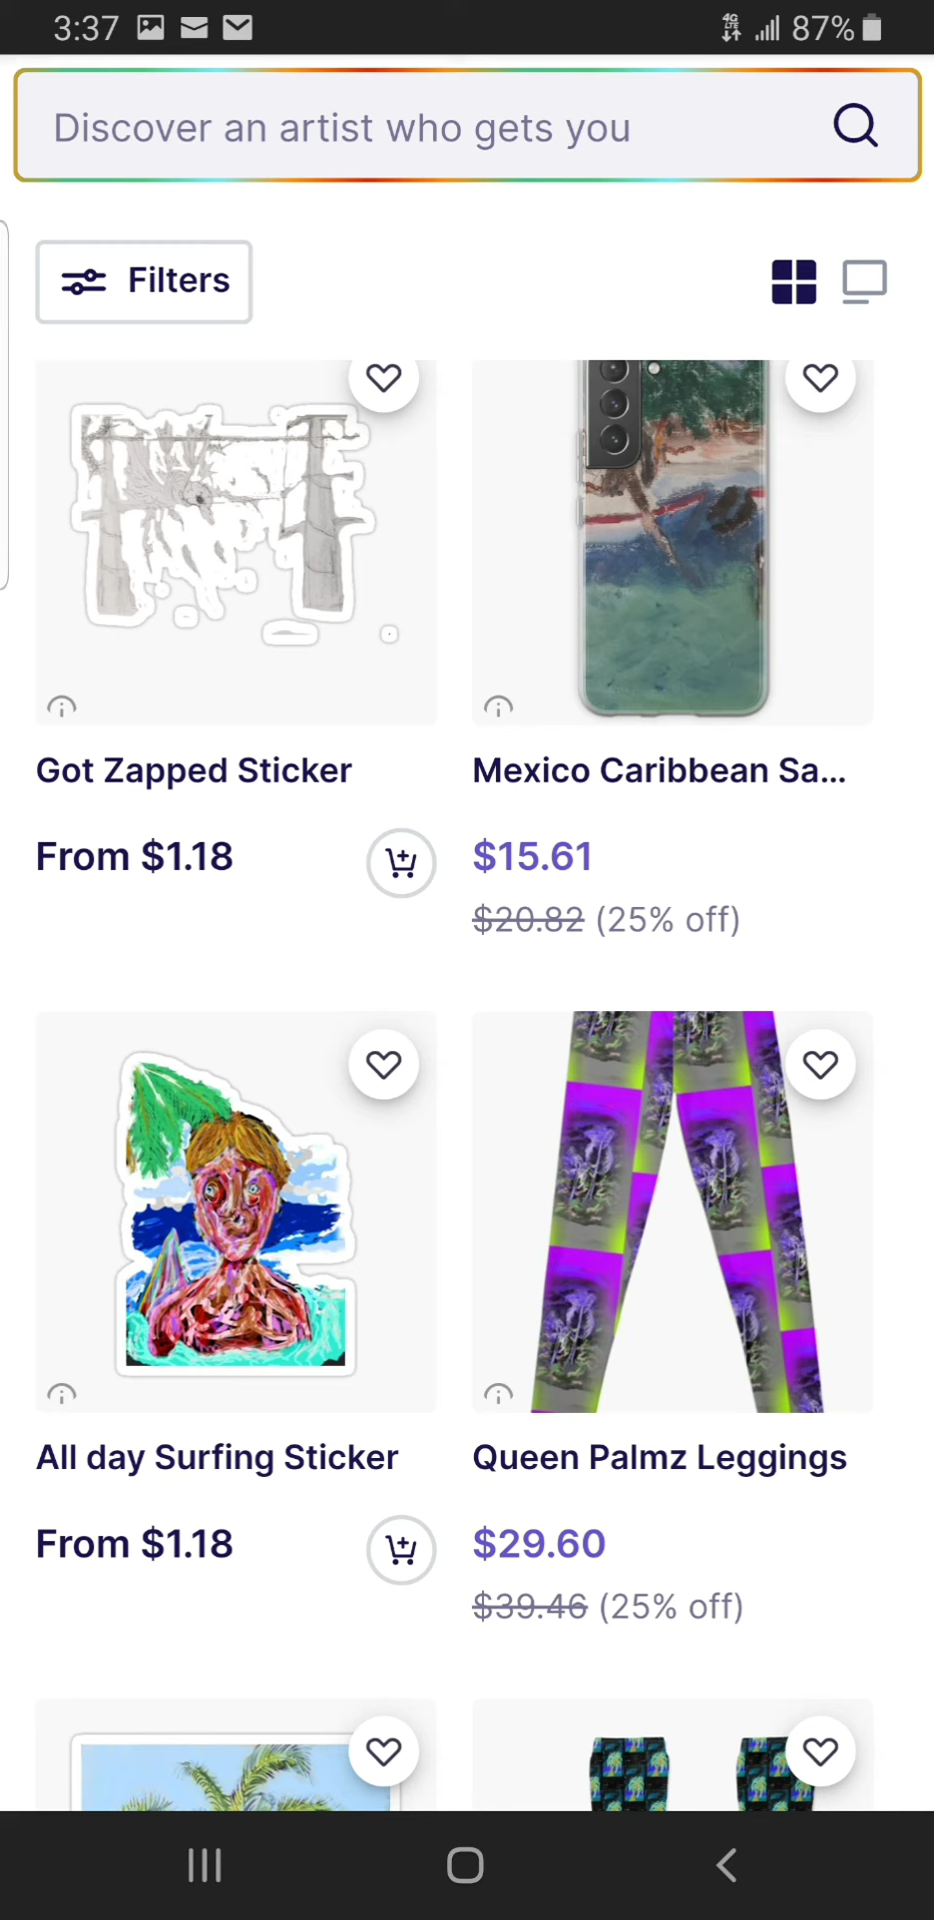 3:37
4G LTE
87%
Discover an artist who gets you
Filters
Got Zapped Sticker
Mexico Caribbean Sa...
From $1.18
$15.61
$20.82 (25% off)
All day Surfing Sticker
Queen Palmz Leggings
From $1.18
$29.60
$39.46 (25% off)